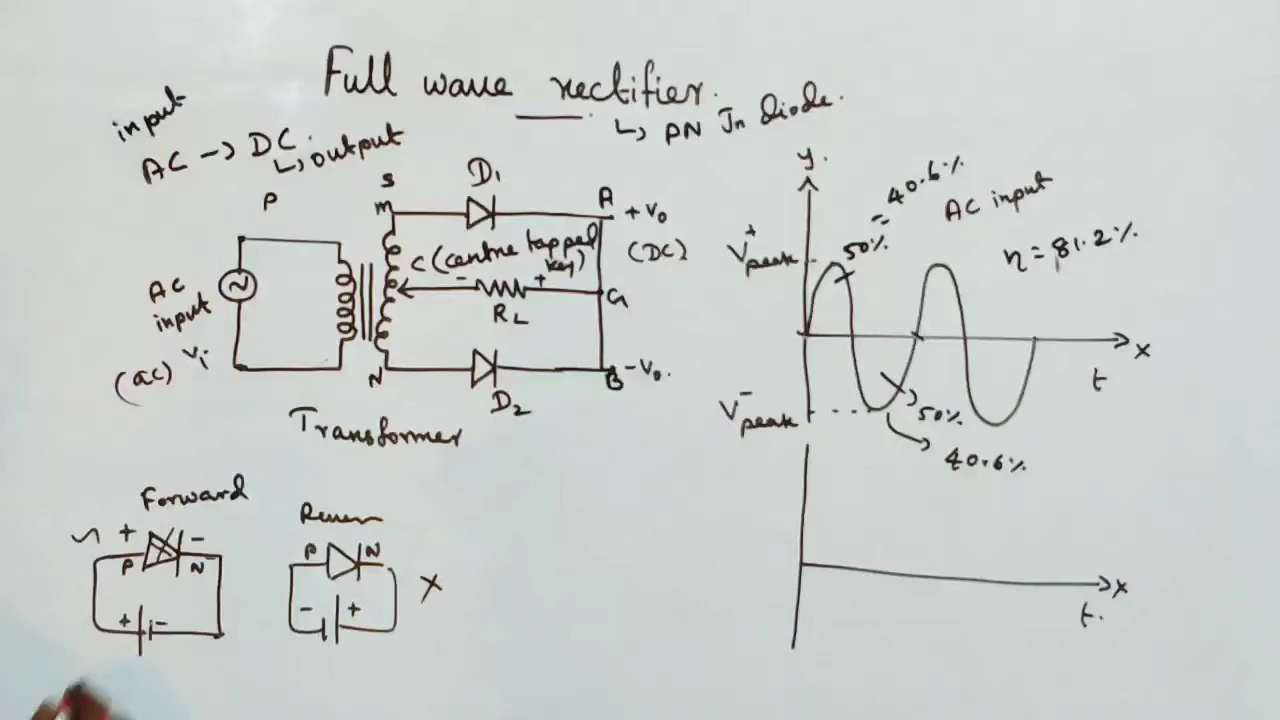 Full wave rectifier.
↳ PN Jn diode.
input
AC → DC.
↳ output
P
S
M
D1
A
+V0
(DC)
C (centre tapped
key)
- +
RL
G
AC
input
(ac) Vi
N
D2
B -V0.
Transformer
Forward
+ -
P N
+ -
Reven
P N
- +
X
y.
= 40.6%
AC input
50%
V+peak
η = 81.2%
x
t
V-peak
50%
40.6%
x
t.